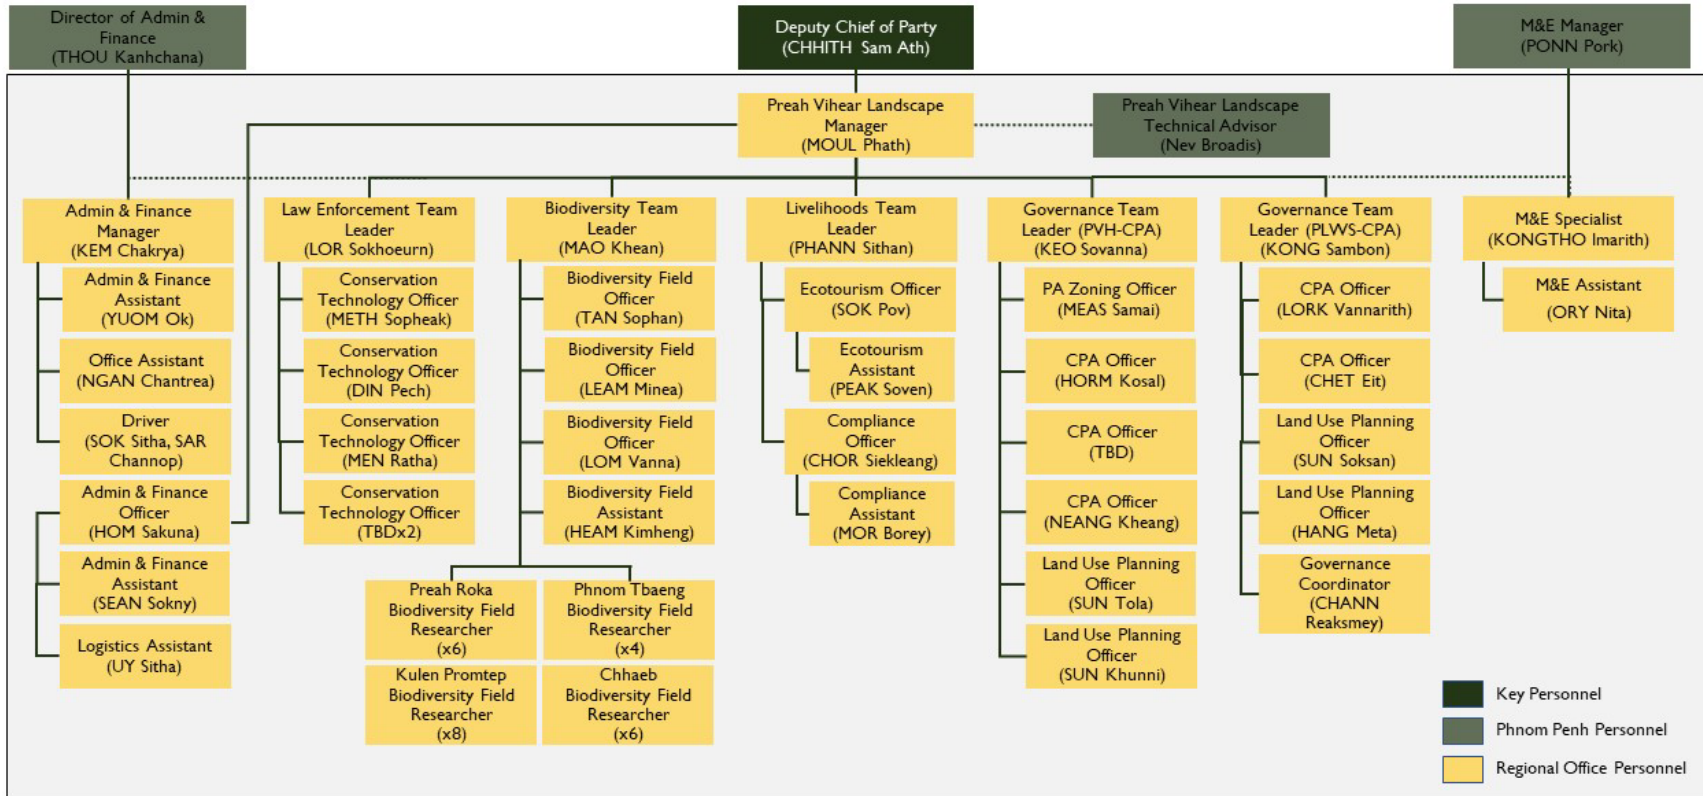 Director of Admin &
Finance
(THOU Kanhchana)
Deputy Chief of Party
(CHHITH Sam Ath)
M&E Manager
(PONN Pork)
Preah Vihear Landscape
Manager
(MOUL Phath)
Preah Vihear Landscape
Technical Advisor
(Nev Broadis)
Admin & Finance
Manager
(KEM Chakrya)
Admin & Finance
Assistant
(YUOM Ok)
Office Assistant
(NGAN Chantrea)
Driver
(SOK Sitha, SAR
Channop)
Admin & Finance
Officer
(HOM Sakuna)
Admin & Finance
Assistant
(SEAN Sokny)
Logistics Assistant
(UY Sitha)
Law Enforcement Team
Leader
(LOR Sokhoeurn)
Conservation
Technology Officer
(METH Sopheak)
Conservation
Technology Officer
(DIN Pech)
Conservation
Technology Officer
(MEN Ratha)
Conservation
Technology Officer
(TBDx2)
Biodiversity Team
Leader
(MAO Khean)
Biodiversity Field
Officer
(TAN Sophan)
Biodiversity Field
Officer
(LEAM Minea)
Biodiversity Field
Officer
(LOM Vanna)
Biodiversity Field
Assistant
(HEAM Kimheng)
Preah Roka
Biodiversity Field
Researcher
(x6)
Phnom Tbaeng
Biodiversity Field
Researcher
(x4)
Kulen Promtep
Biodiversity Field
Researcher
(x8)
Chhaeb
Biodiversity Field
Researcher
(x6)
Livelihoods Team
Leader
(PHANN Sithan)
Ecotourism Officer
(SOK Pov)
Ecotourism
Assistant
(PEAK Soven)
Compliance
Officer
(CHOR Siekleang)
Compliance
Assistant
(MOR Borey)
Governance Team
Leader (PVH-CPA)
(KEO Sovanna)
PA Zoning Officer
(MEAS Samai)
CPA Officer
(HORM Kosal)
CPA Officer
(TBD)
CPA Officer
(NEANG Kheang)
Land Use Planning
Officer
(SUN Tola)
Land Use Planning
Officer
(SUN Khunni)
Governance Team
Leader (PLWS-CPA)
(KONG Sambon)
CPA Officer
(LORK Vannarith)
CPA Officer
(CHET Eit)
Land Use Planning
Officer
(SUN Soksan)
Land Use Planning
Officer
(HANG Meta)
Governance
Coordinator
(CHANN
Reaksmey)
M&E Specialist
(KONGTHO Imarith)
M&E Assistant
(ORY Nita)
Key Personnel
Phnom Penh Personnel
Regional Office Personnel